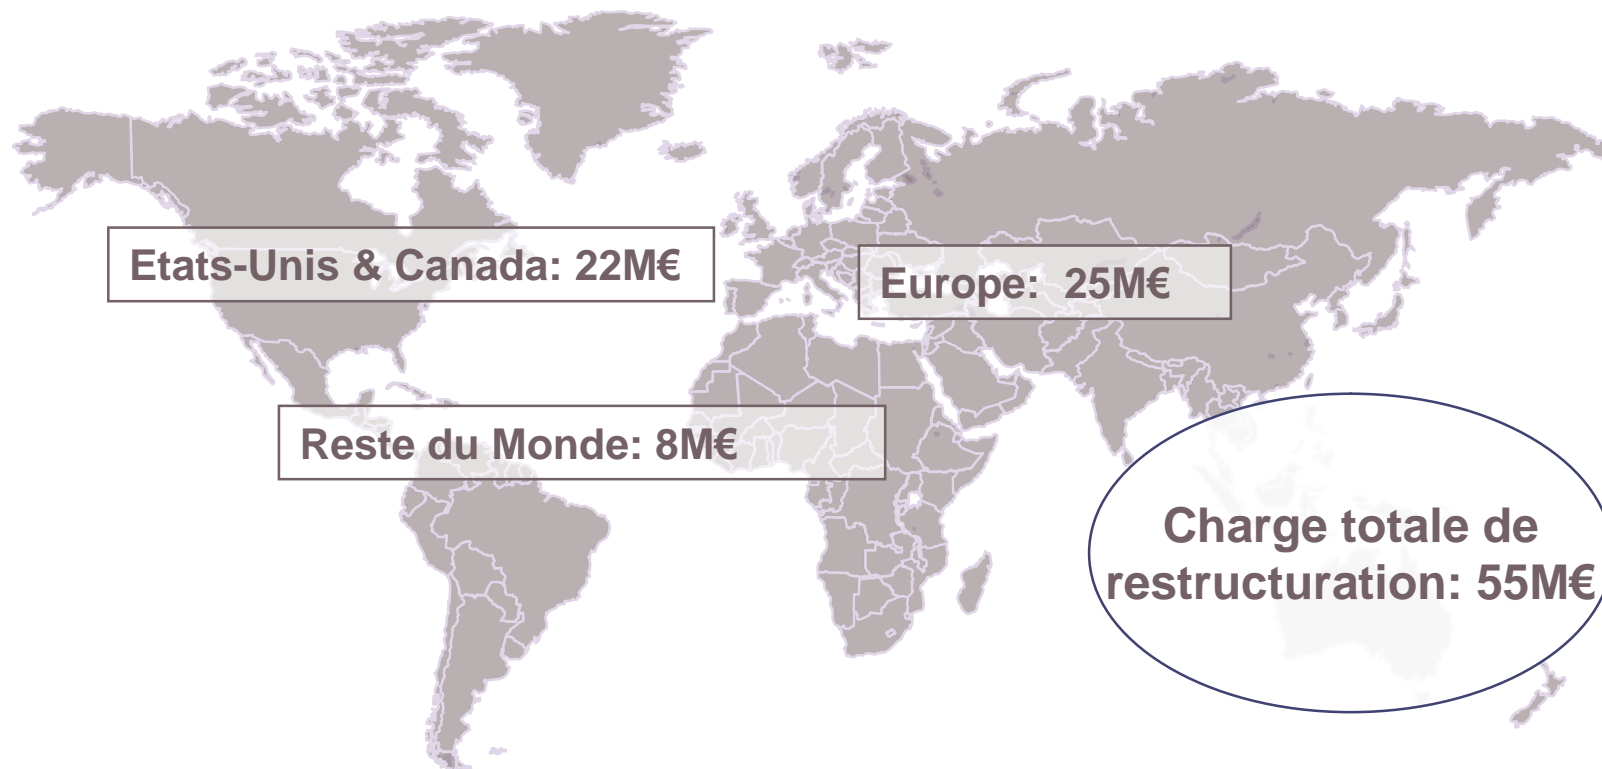 Etats-Unis & Canada: 22M€
Europe:  25M€
Reste du Monde: 8M€
Charge totale de
restructuration: 55M€